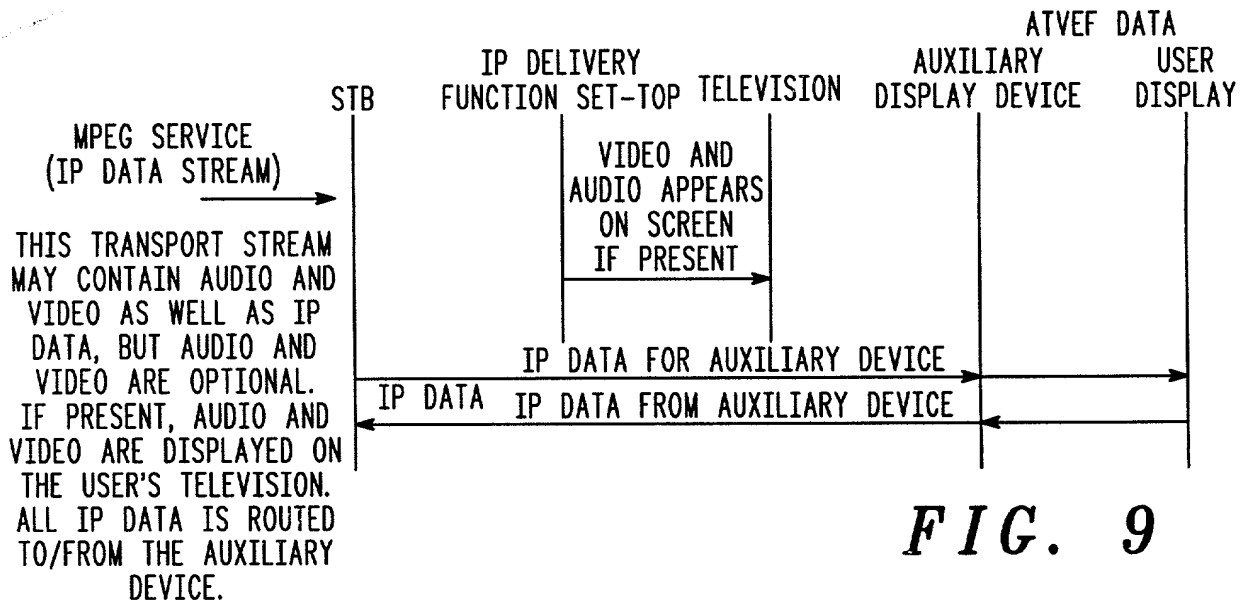 ATVEF DATA
STB
IP DELIVERY
FUNCTION SET-TOP
TELEVISION
AUXILIARY
DISPLAY DEVICE
USER
DISPLAY
MPEG SERVICE
(IP DATA STREAM)
THIS TRANSPORT STREAM
MAY CONTAIN AUDIO AND
VIDEO AS WELL AS IP
DATA, BUT AUDIO AND
VIDEO ARE OPTIONAL.
IF PRESENT, AUDIO AND
VIDEO ARE DISPLAYED ON
THE USER'S TELEVISION.
ALL IP DATA IS ROUTED
TO/FROM THE AUXILIARY
DEVICE.
VIDEO AND
AUDIO APPEARS
ON SCREEN
IF PRESENT
IP DATA FOR AUXILIARY DEVICE
IP DATA
IP DATA FROM AUXILIARY DEVICE
FIG. 9